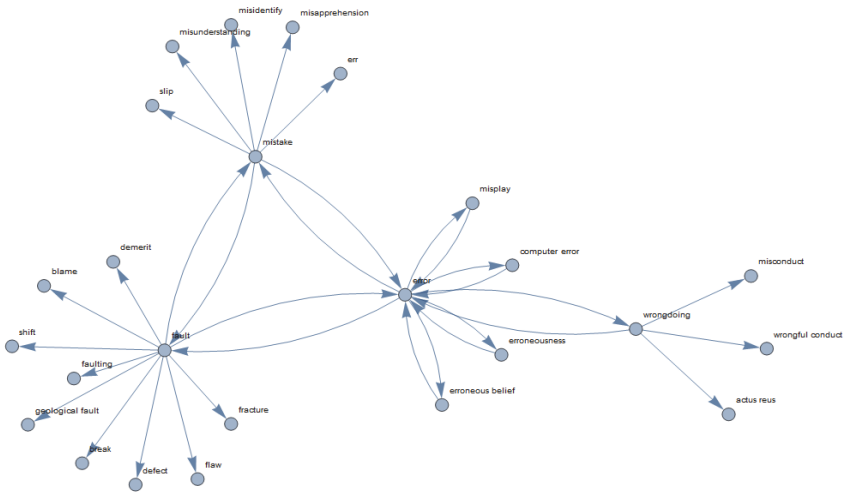 misidentify
misapprehension
misunderstanding
err
slip
mistake
misplay
demerit
computer error
misconduct
blame
error
wrongdoing
shift
fault
erroneousness
wrongful conduct
faulting
erroneous belief
actus reus
geological fault
fracture
break
flaw
defect